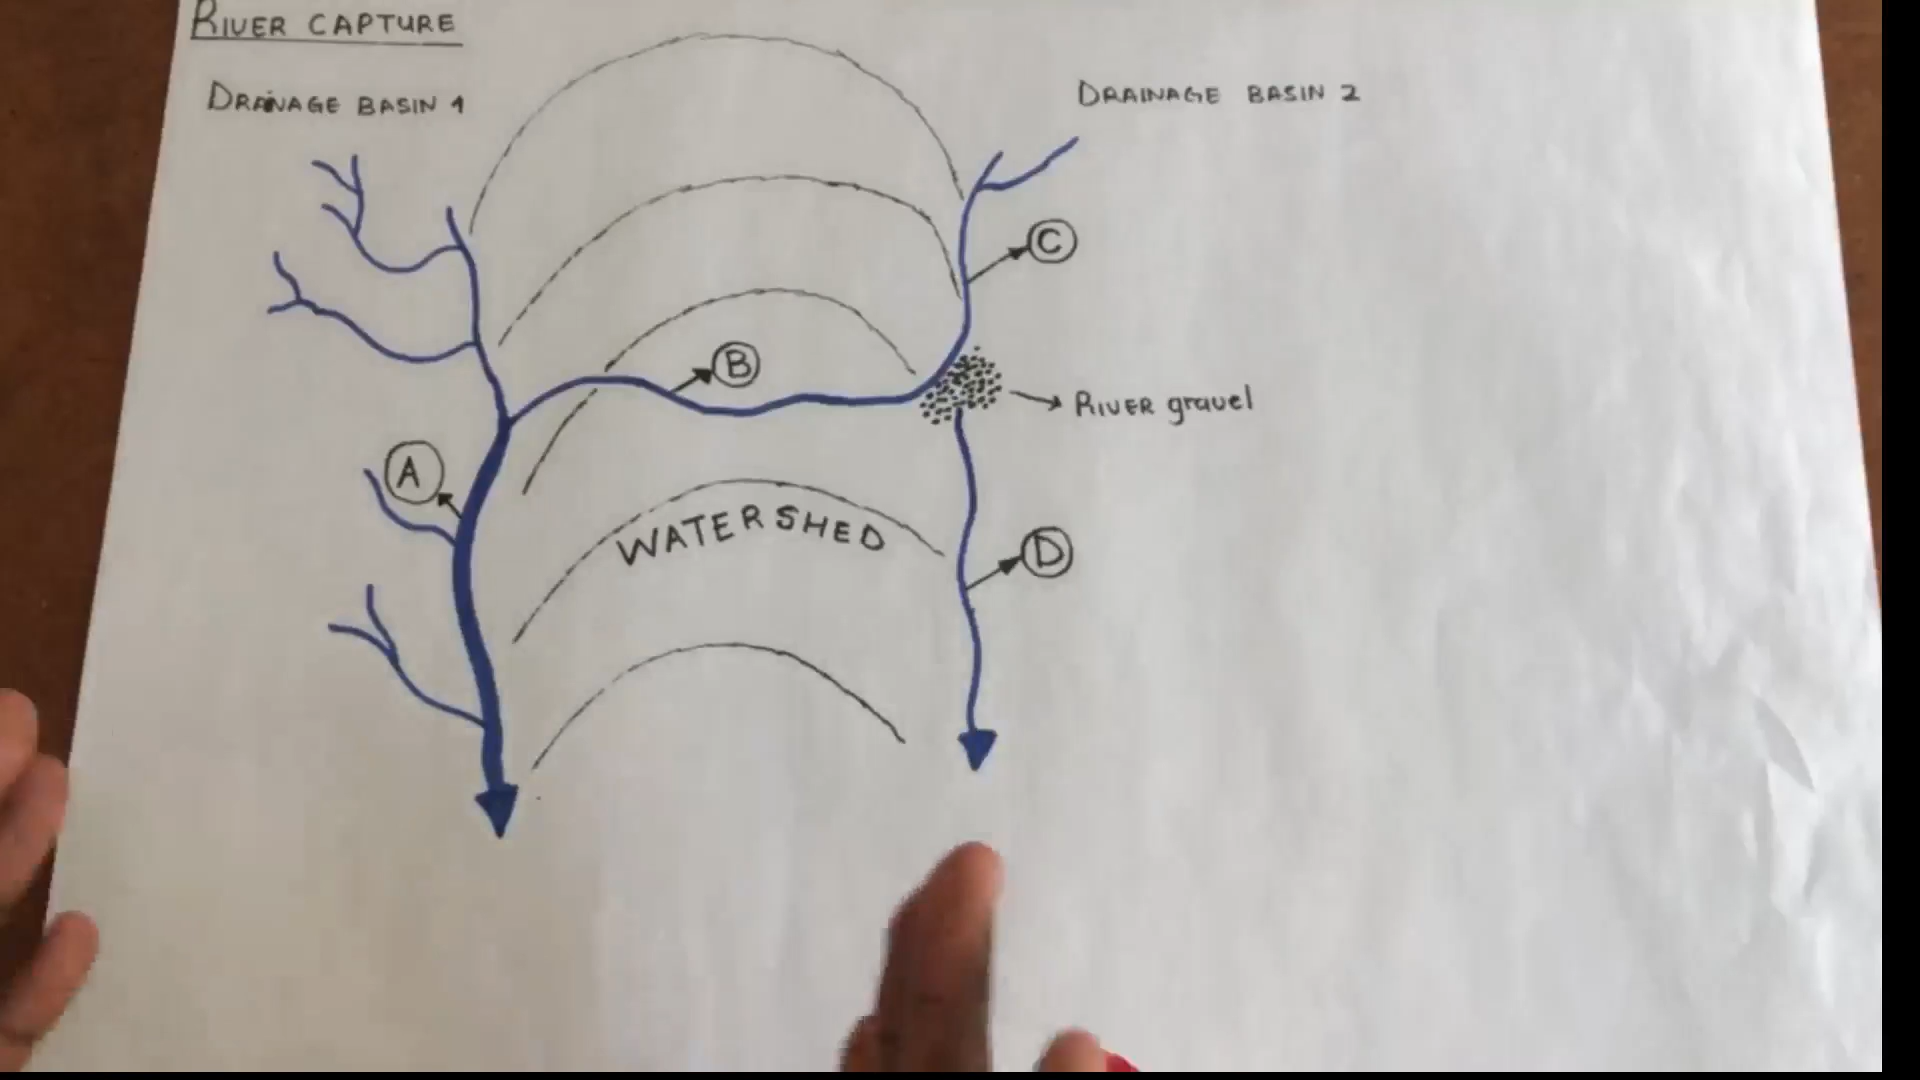 RIVER CAPTURE
DRAINAGE BASIN 1
DRAINAGE BASIN 2
C
B
RIVER gravel
A
WATERSHED
D